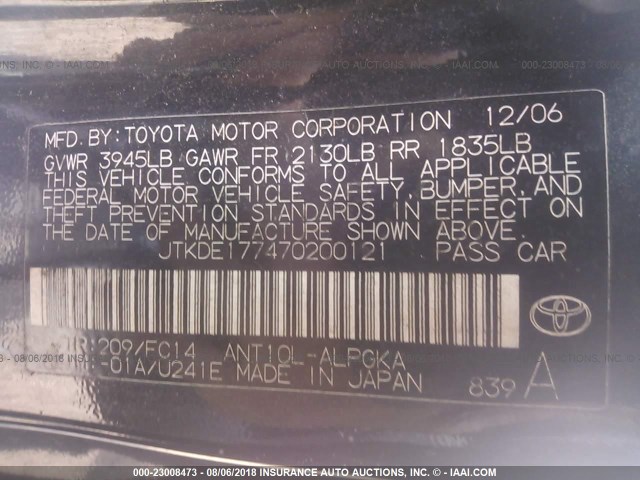 MFD.BY:TOYOTA MOTOR CORPORATION 12/06
GVWR 3945LB GAWR FR 2130LB RR 1835LB
THIS VEHICLE CONFORMS TO ALL APPLICABLE
FEDERAL MOTOR VEHICLE SAFETY,BUMPER,AND
THEFT PREVENTION STANDARDS IN EFFECT ON
THE DATE OF MANUFACTURE SHOWN ABOVE.
JTKDE177470200121 PASS CAR
209/FC14 ANT10L-ALPGKA
-01A/U241E MADE IN JAPAN
839 A
000-23008473 - 08/06/2018 INSURANCE AUTO AUCTIONS, INC. (C) - IAAI.COM